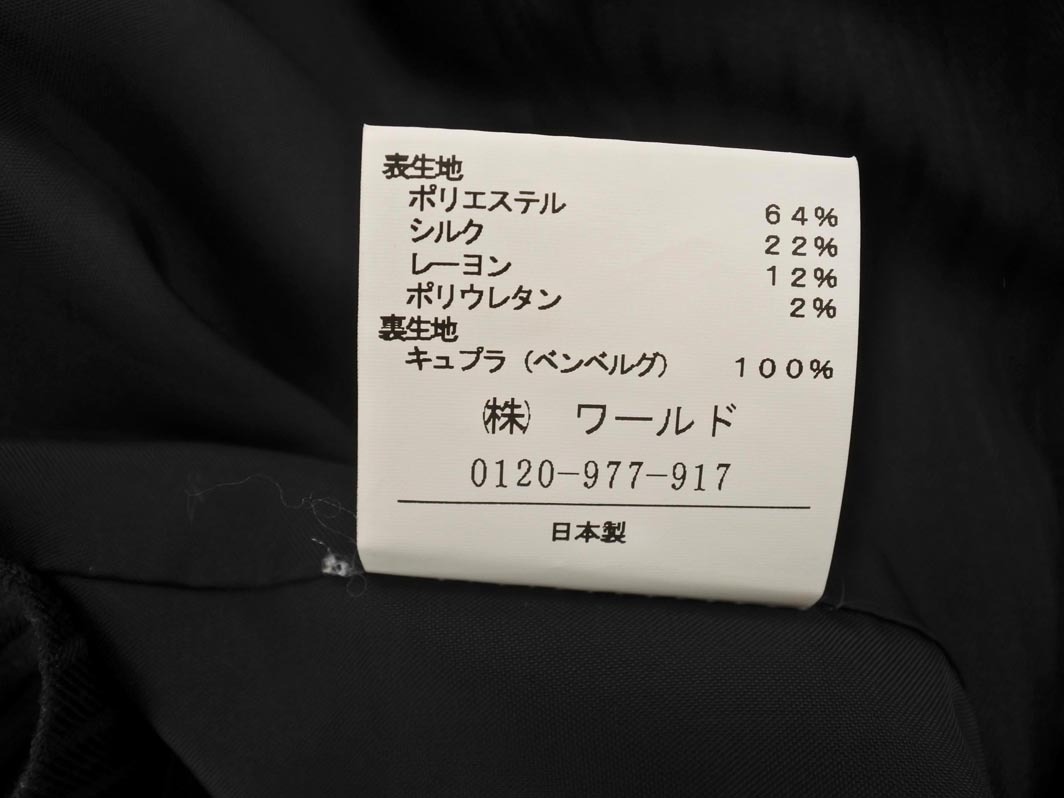 表生地
ポリエステル 64%
シルク 22%
レーヨン 12%
ポリウレタン 2%
裏生地
キュプラ（ベンベルグ） 100%
㈱ ワールド
0120-977-917
日本製